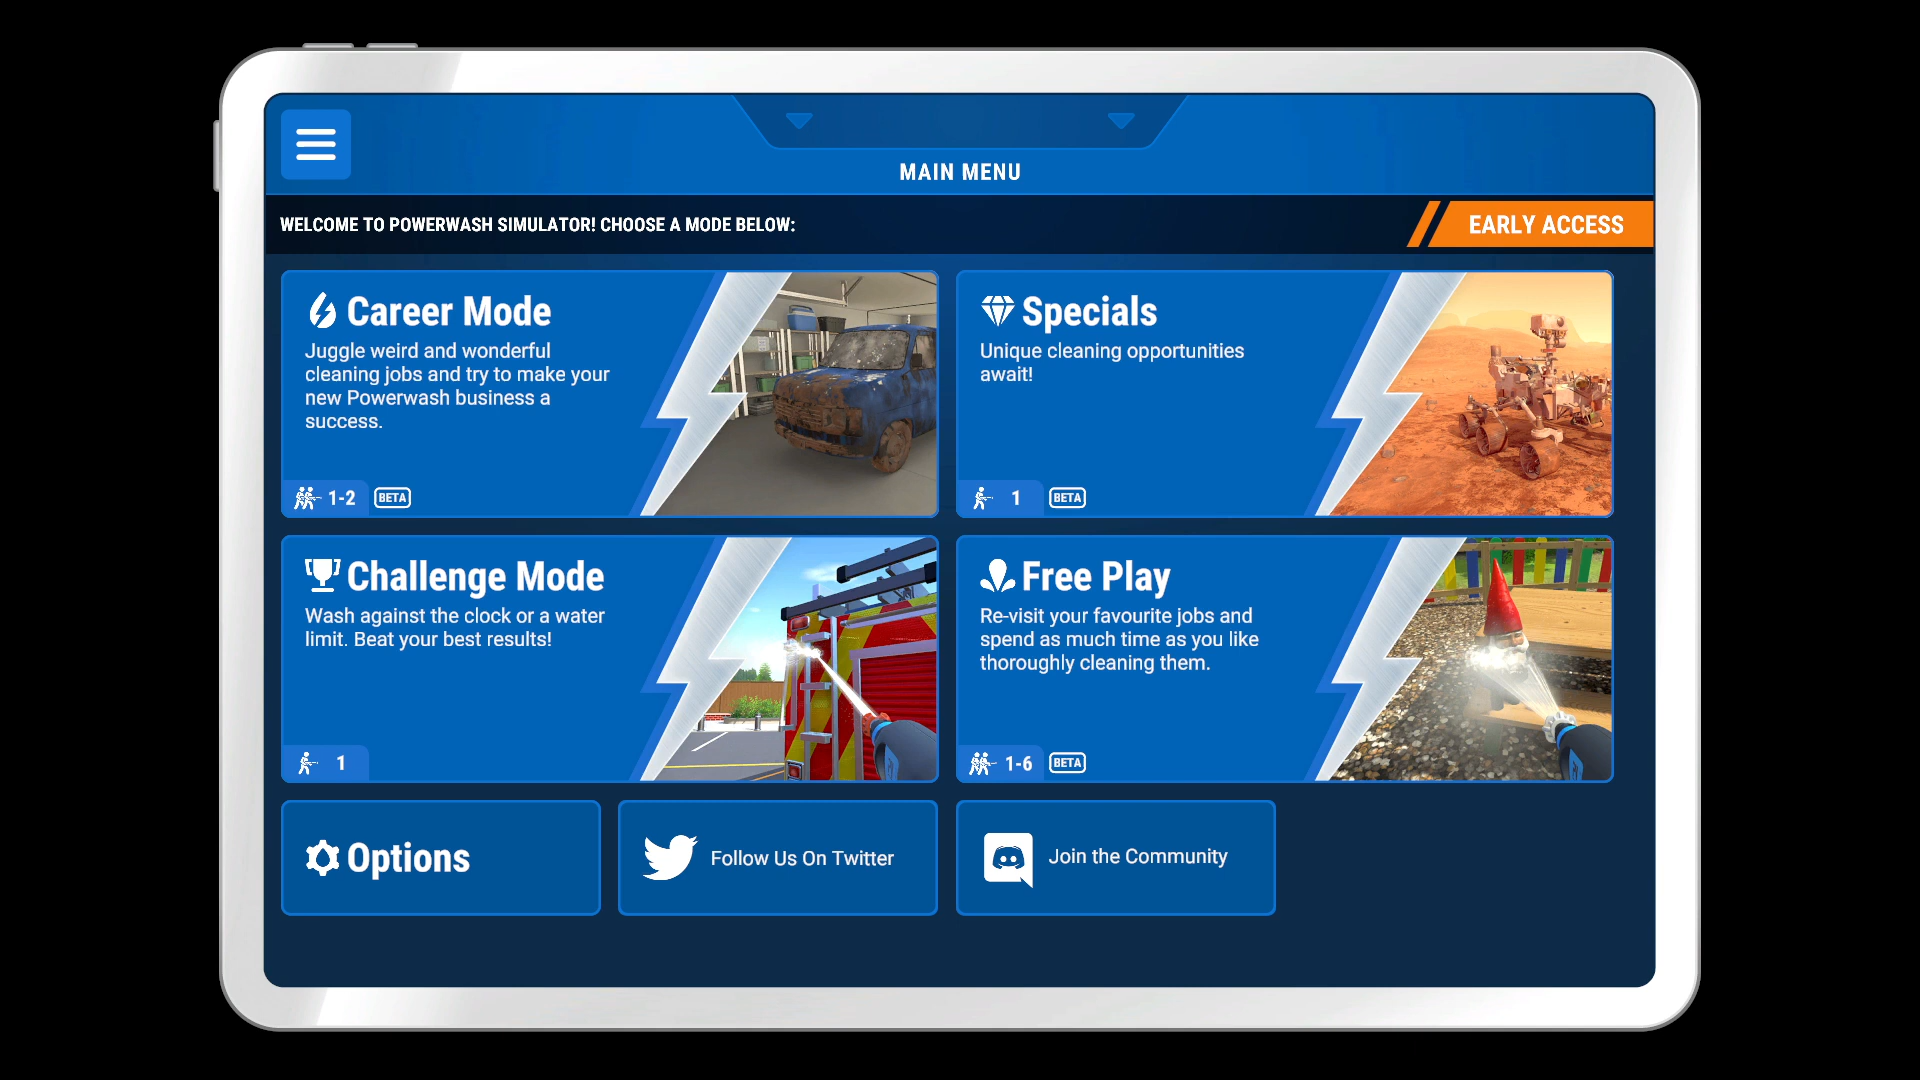 MAIN MENU
WELCOME TO POWERWASH SIMULATOR! CHOOSE A MODE BELOW:
EARLY ACCESS
Career Mode
Juggle weird and wonderful
cleaning jobs and try to make your
new Powerwash business a
success.
1-2 BETA
Specials
Unique cleaning opportunities
await!
1 BETA
Challenge Mode
Wash against the clock or a water
limit. Beat your best results!
1
Free Play
Re-visit your favourite jobs and
spend as much time as you like
thoroughly cleaning them.
1-6 BETA
Options
Follow Us On Twitter
Join the Community